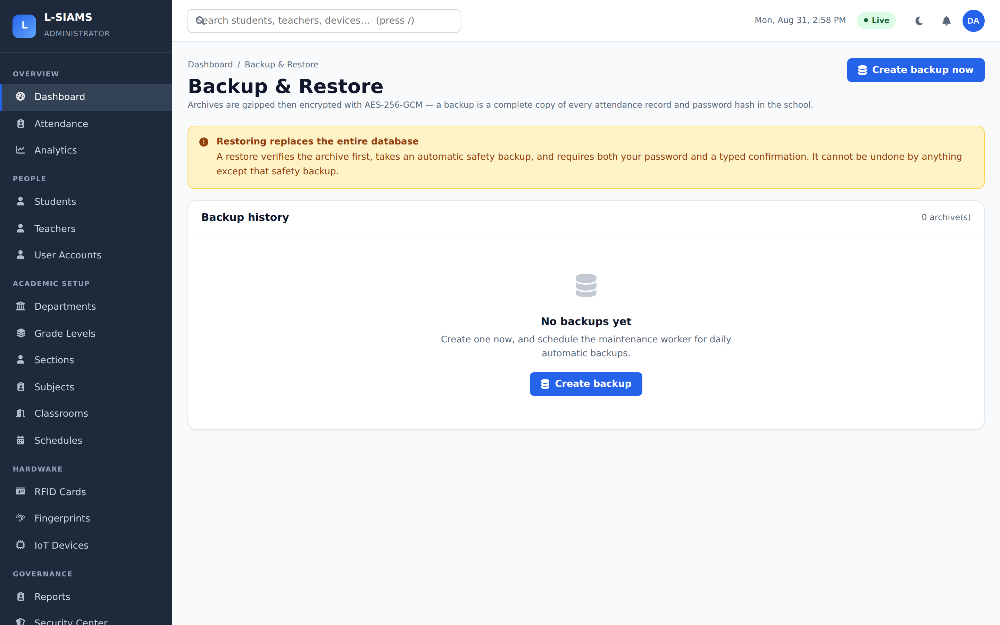 L
L-SIAMS
ADMINISTRATOR
OVERVIEW
Dashboard
Attendance
Analytics
PEOPLE
Students
Teachers
User Accounts
ACADEMIC SETUP
Departments
Grade Levels
Sections
Subjects
Classrooms
Schedules
HARDWARE
RFID Cards
Fingerprints
IoT Devices
GOVERNANCE
Reports
Security Center
Search students, teachers, devices... (press /)
Mon, Aug 31, 2:58 PM
Live
DA
Dashboard / Backup & Restore
Create backup now
Backup & Restore
Archives are gzipped then encrypted with AES-256-GCM — a backup is a complete copy of every attendance record and password hash in the school.
Restoring replaces the entire database
A restore verifies the archive first, takes an automatic safety backup, and requires both your password and a typed confirmation. It cannot be undone by anything
except that safety backup.
Backup history
0 archive(s)
No backups yet
Create one now, and schedule the maintenance worker for daily
automatic backups.
Create backup